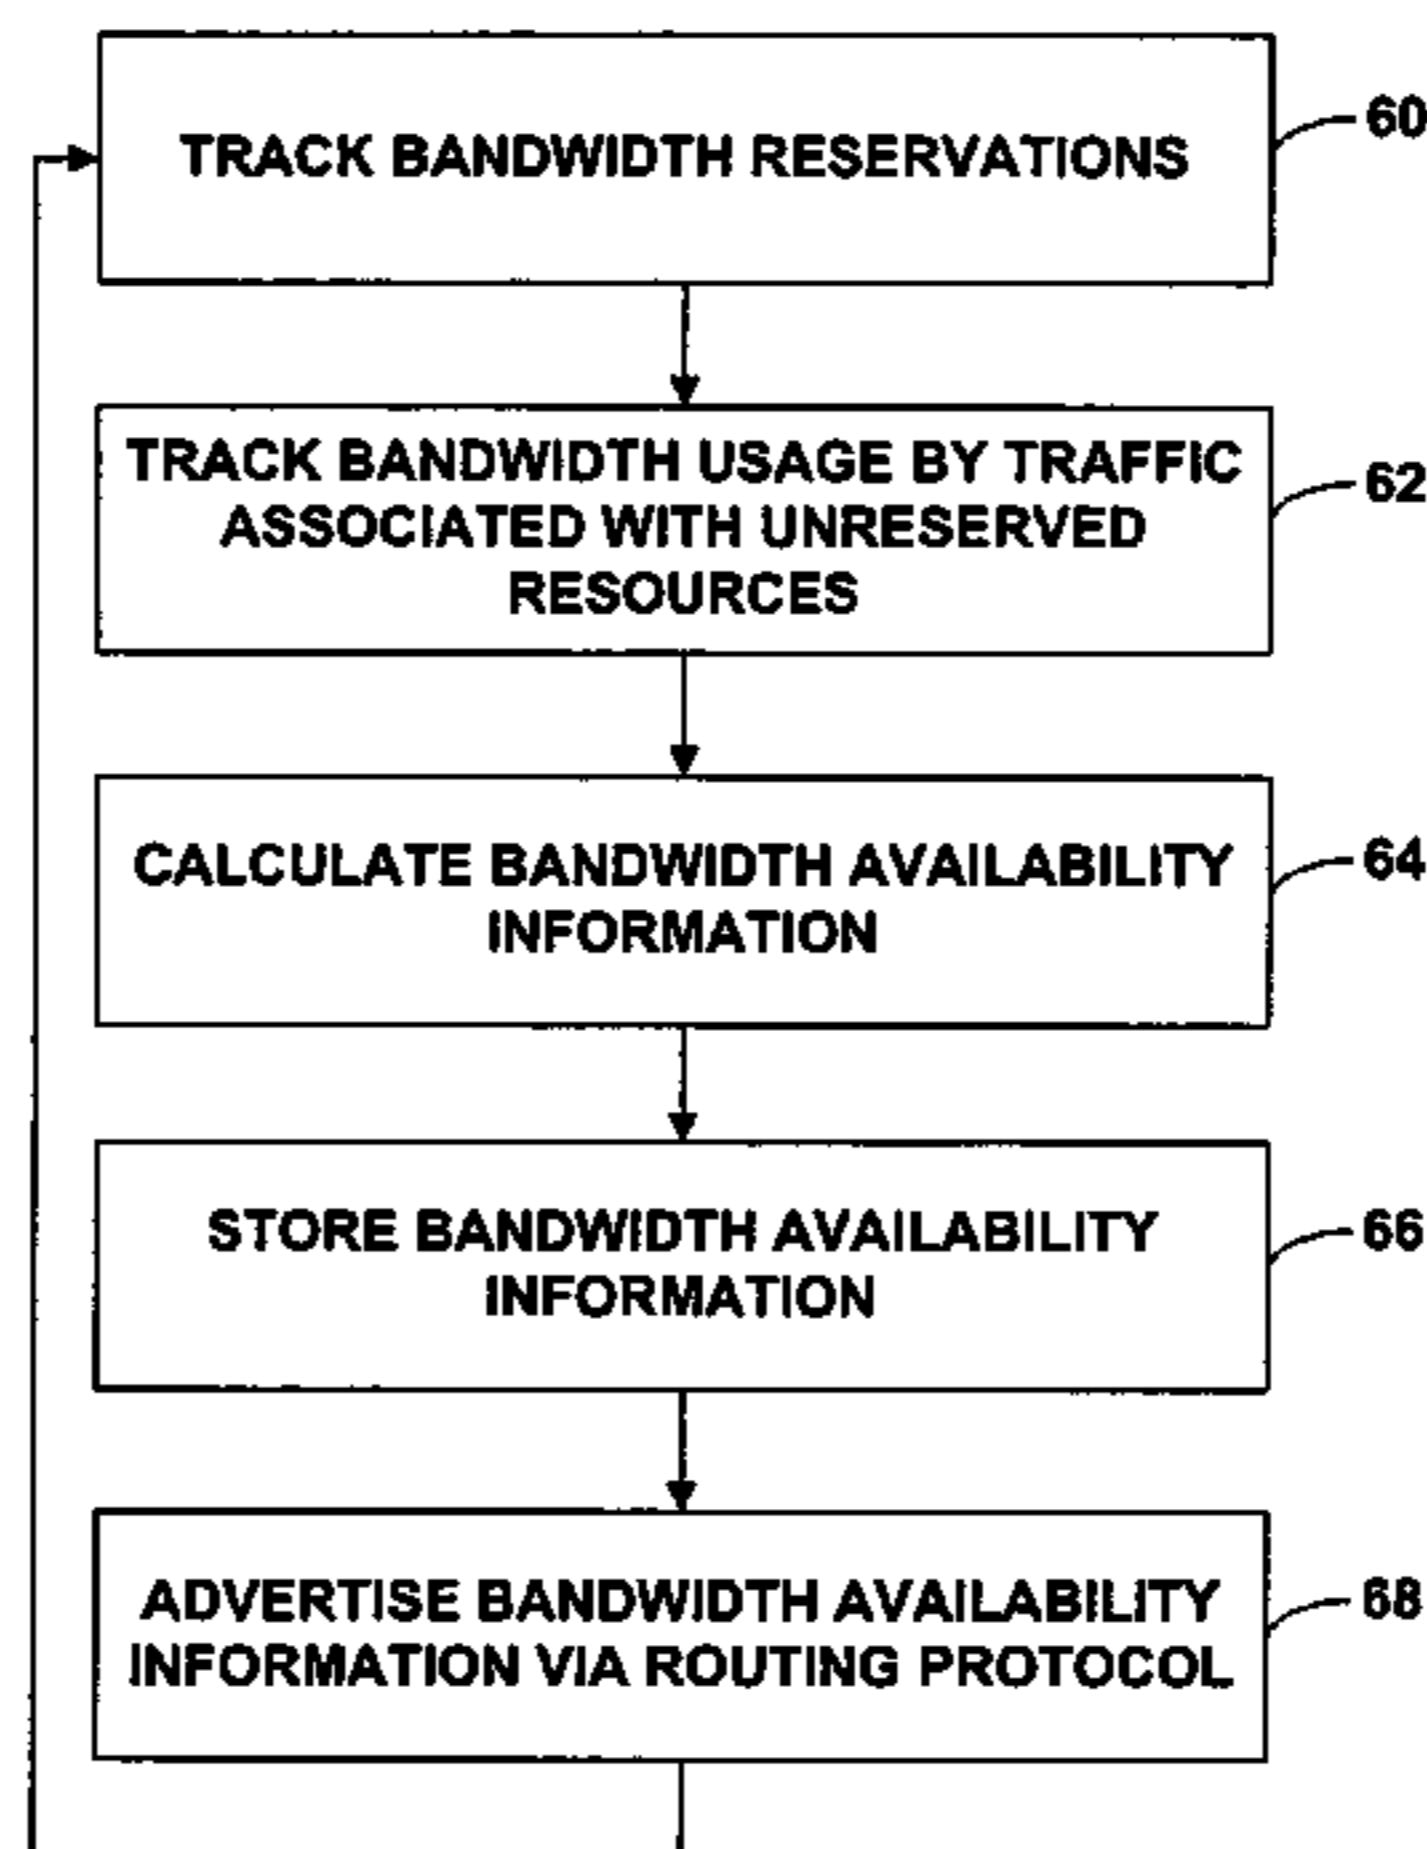 TRACK BANDWIDTH RESERVATIONS
60
TRACK BANDWIDTH USAGE BY TRAFFIC
ASSOCIATED WITH UNRESERVED
RESOURCES
62
CALCULATE BANDWIDTH AVAILABILITY
INFORMATION
64
STORE BANDWIDTH AVAILABILITY
INFORMATION
66
ADVERTISE BANDWIDTH AVAILABILITY
INFORMATION VIA ROUTING PROTOCOL
68